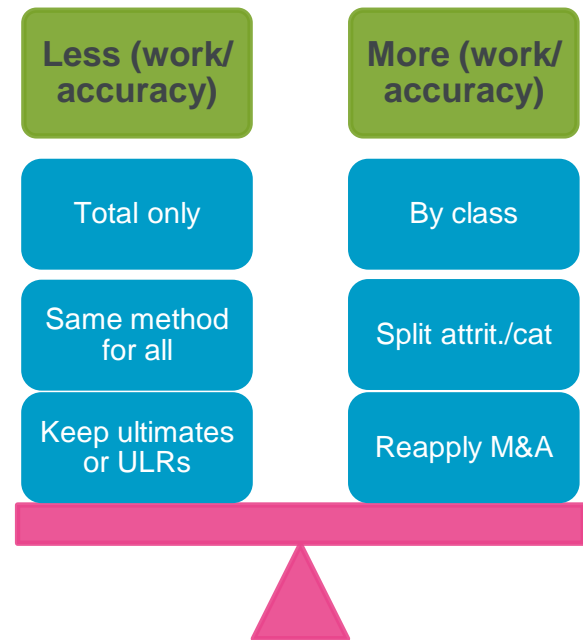 Less (work/
accuracy)
More (work/
accuracy)
Total only
By class
Same method
for all
Split attrit./cat
Keep ultimates
or ULRs
Reapply M&A